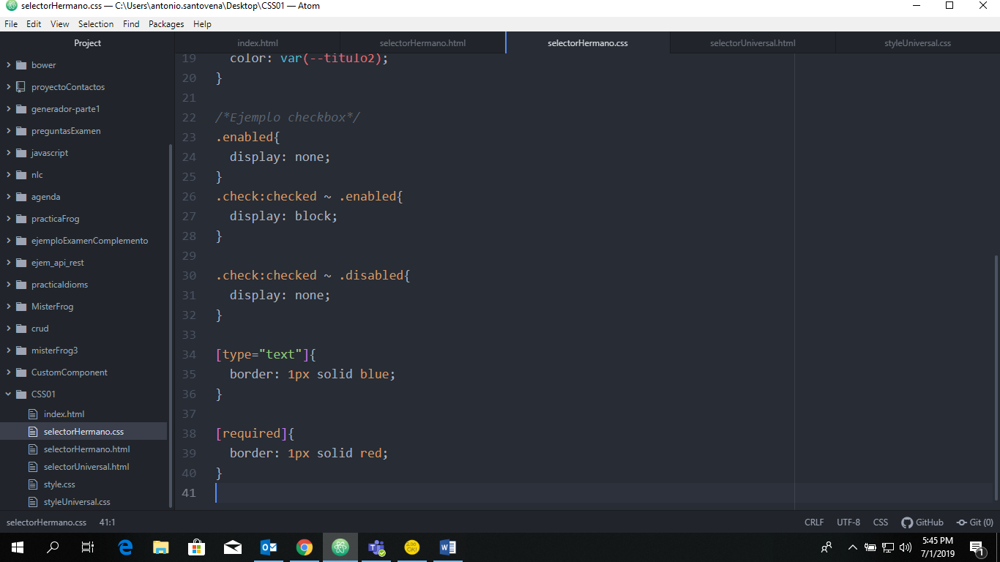 selectorHermano.css — C:\Users\antonio.santovena\Desktop\CSS01 — Atom
File Edit View Selection Find Packages Help
Project
index.html selectorHermano.html selectorHermano.css selectorUniversal.html styleUniversal.css
bower
proyectoContactos
generador-parte1
preguntasExamen
javascript
nlc
agenda
practicaFrog
ejemploExamenComplemento
ejem_api_rest
practicaIdioms
MisterFrog
crud
misterFrog3
CustomComponent
CSS01
index.html
selectorHermano.css
selectorHermano.html
selectorUniversal.html
style.css
styleUniversal.css
19 color: var(--titulo2);
20 }
21
22 /*Ejemplo checkbox*/
23 .enabled{
24 display: none;
25 }
26 .check:checked ~ .enabled{
27 display: block;
28 }
29
30 .check:checked ~ .disabled{
31 display: none;
32 }
33
34 [type="text"]{
35 border: 1px solid blue;
36 }
37
38 [required]{
39 border: 1px solid red;
40 }
41
selectorHermano.css 41:1 CRLF UTF-8 CSS GitHub Git (0)
5:45 PM
7/1/2019
1